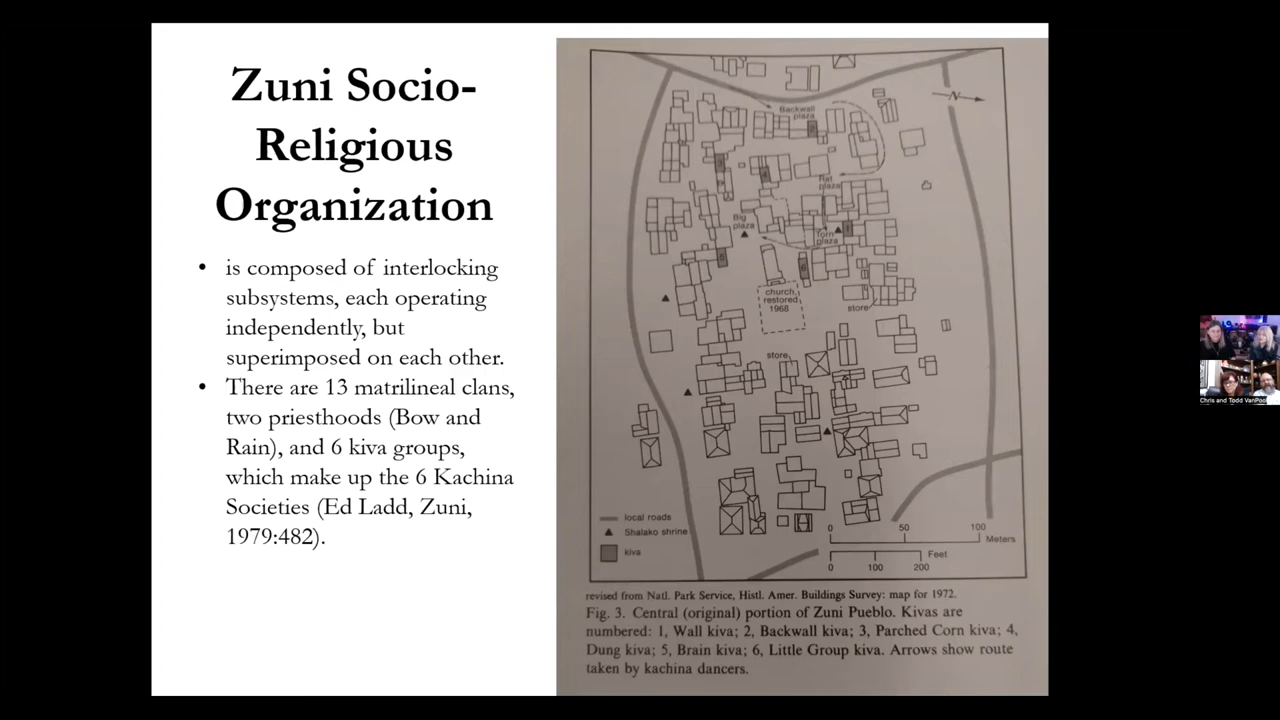 Zuni Socio-
Religious
Organization
• is composed of interlocking
subsystems, each operating
independently, but
superimposed on each other.
• There are 13 matrilineal clans,
two priesthoods (Bow and
Rain), and 6 kiva groups,
which make up the 6 Kachina
Societies (Ed Ladd, Zuni,
1979:482).
N
Backwall
plaza
2
3
4
Rat
plaza
Big
plaza
Torn
plaza
1
5
6
church,
restored
1968
store
store
local roads
Shalako shrine
kiva
0 50 100
Meters
Feet
0 100 200
revised from Natl. Park Service, Histl. Amer. Buildings Survey: map for 1972.
Fig. 3. Central (original) portion of Zuni Pueblo. Kivas are
numbered: 1, Wall kiva; 2, Backwall kiva; 3, Parched Corn kiva; 4,
Dung kiva; 5, Brain kiva; 6, Little Group kiva. Arrows show route
taken by kachina dancers.
Chris and Todd VanPool